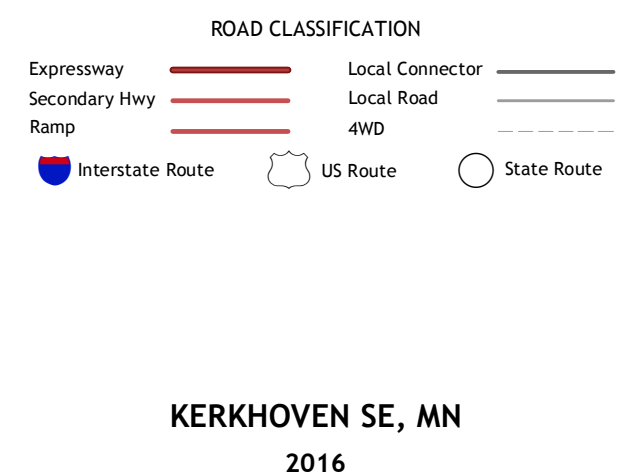 ROAD CLASSIFICATION
Expressway
Local Connector
Secondary Hwy
Local Road
Ramp
4WD
Interstate Route
US Route
State Route
KERKHOVEN SE, MN
2016